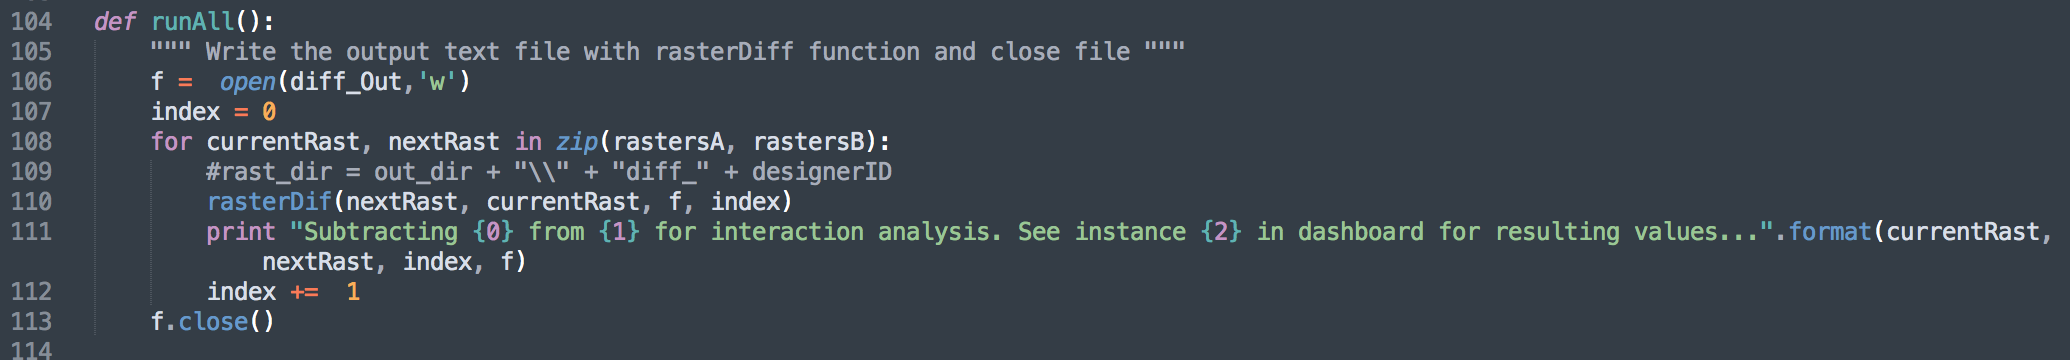 104 def runAll():
105     """ Write the output text file with rasterDiff function and close file """
106     f =  open(diff_Out,'w')
107     index = 0
108     for currentRast, nextRast in zip(rastersA, rastersB):
109         #rast_dir = out_dir + "\\" + "diff_" + designerID
110         rasterDif(nextRast, currentRast, f, index)
111         print "Subtracting {0} from {1} for interaction analysis. See instance {2} in dashboard for resulting values...".format(currentRast,
            nextRast, index, f)
112         index +=  1
113     f.close()
114